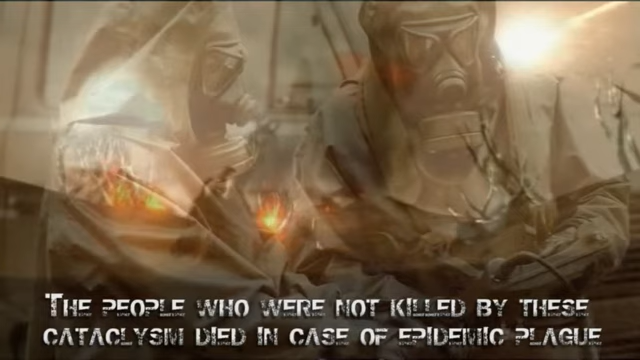 The people who were not killed by these
cataclysm died in case of epidemic plague